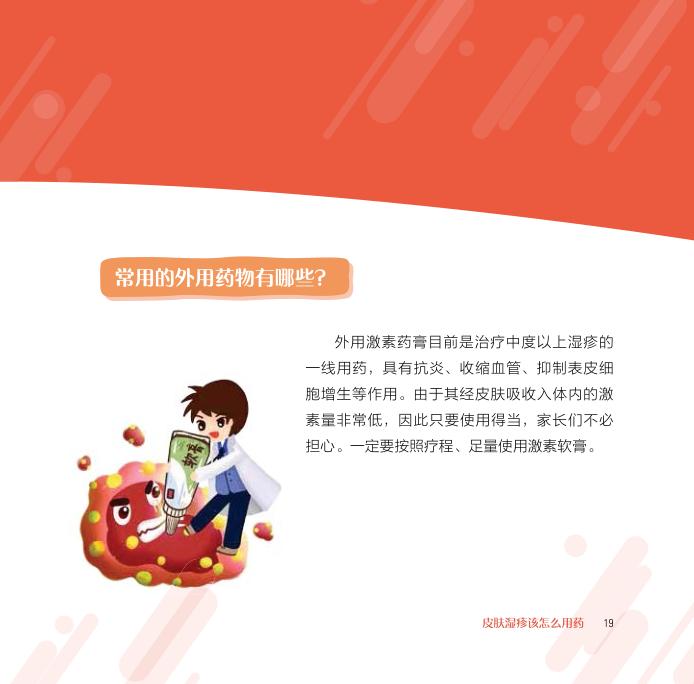 常用的外用药物有哪些?
外用激素药膏目前是治疗中度以上湿疹的
一线用药，具有抗炎、收缩血管、抑制表皮细
胞增生等作用。由于其经皮肤吸收入体内的激
素量非常低，因此只要使用得当，家长们不必
担心。一定要按照疗程、足量使用激素软膏。
软膏
皮肤湿疹该怎么用药 19